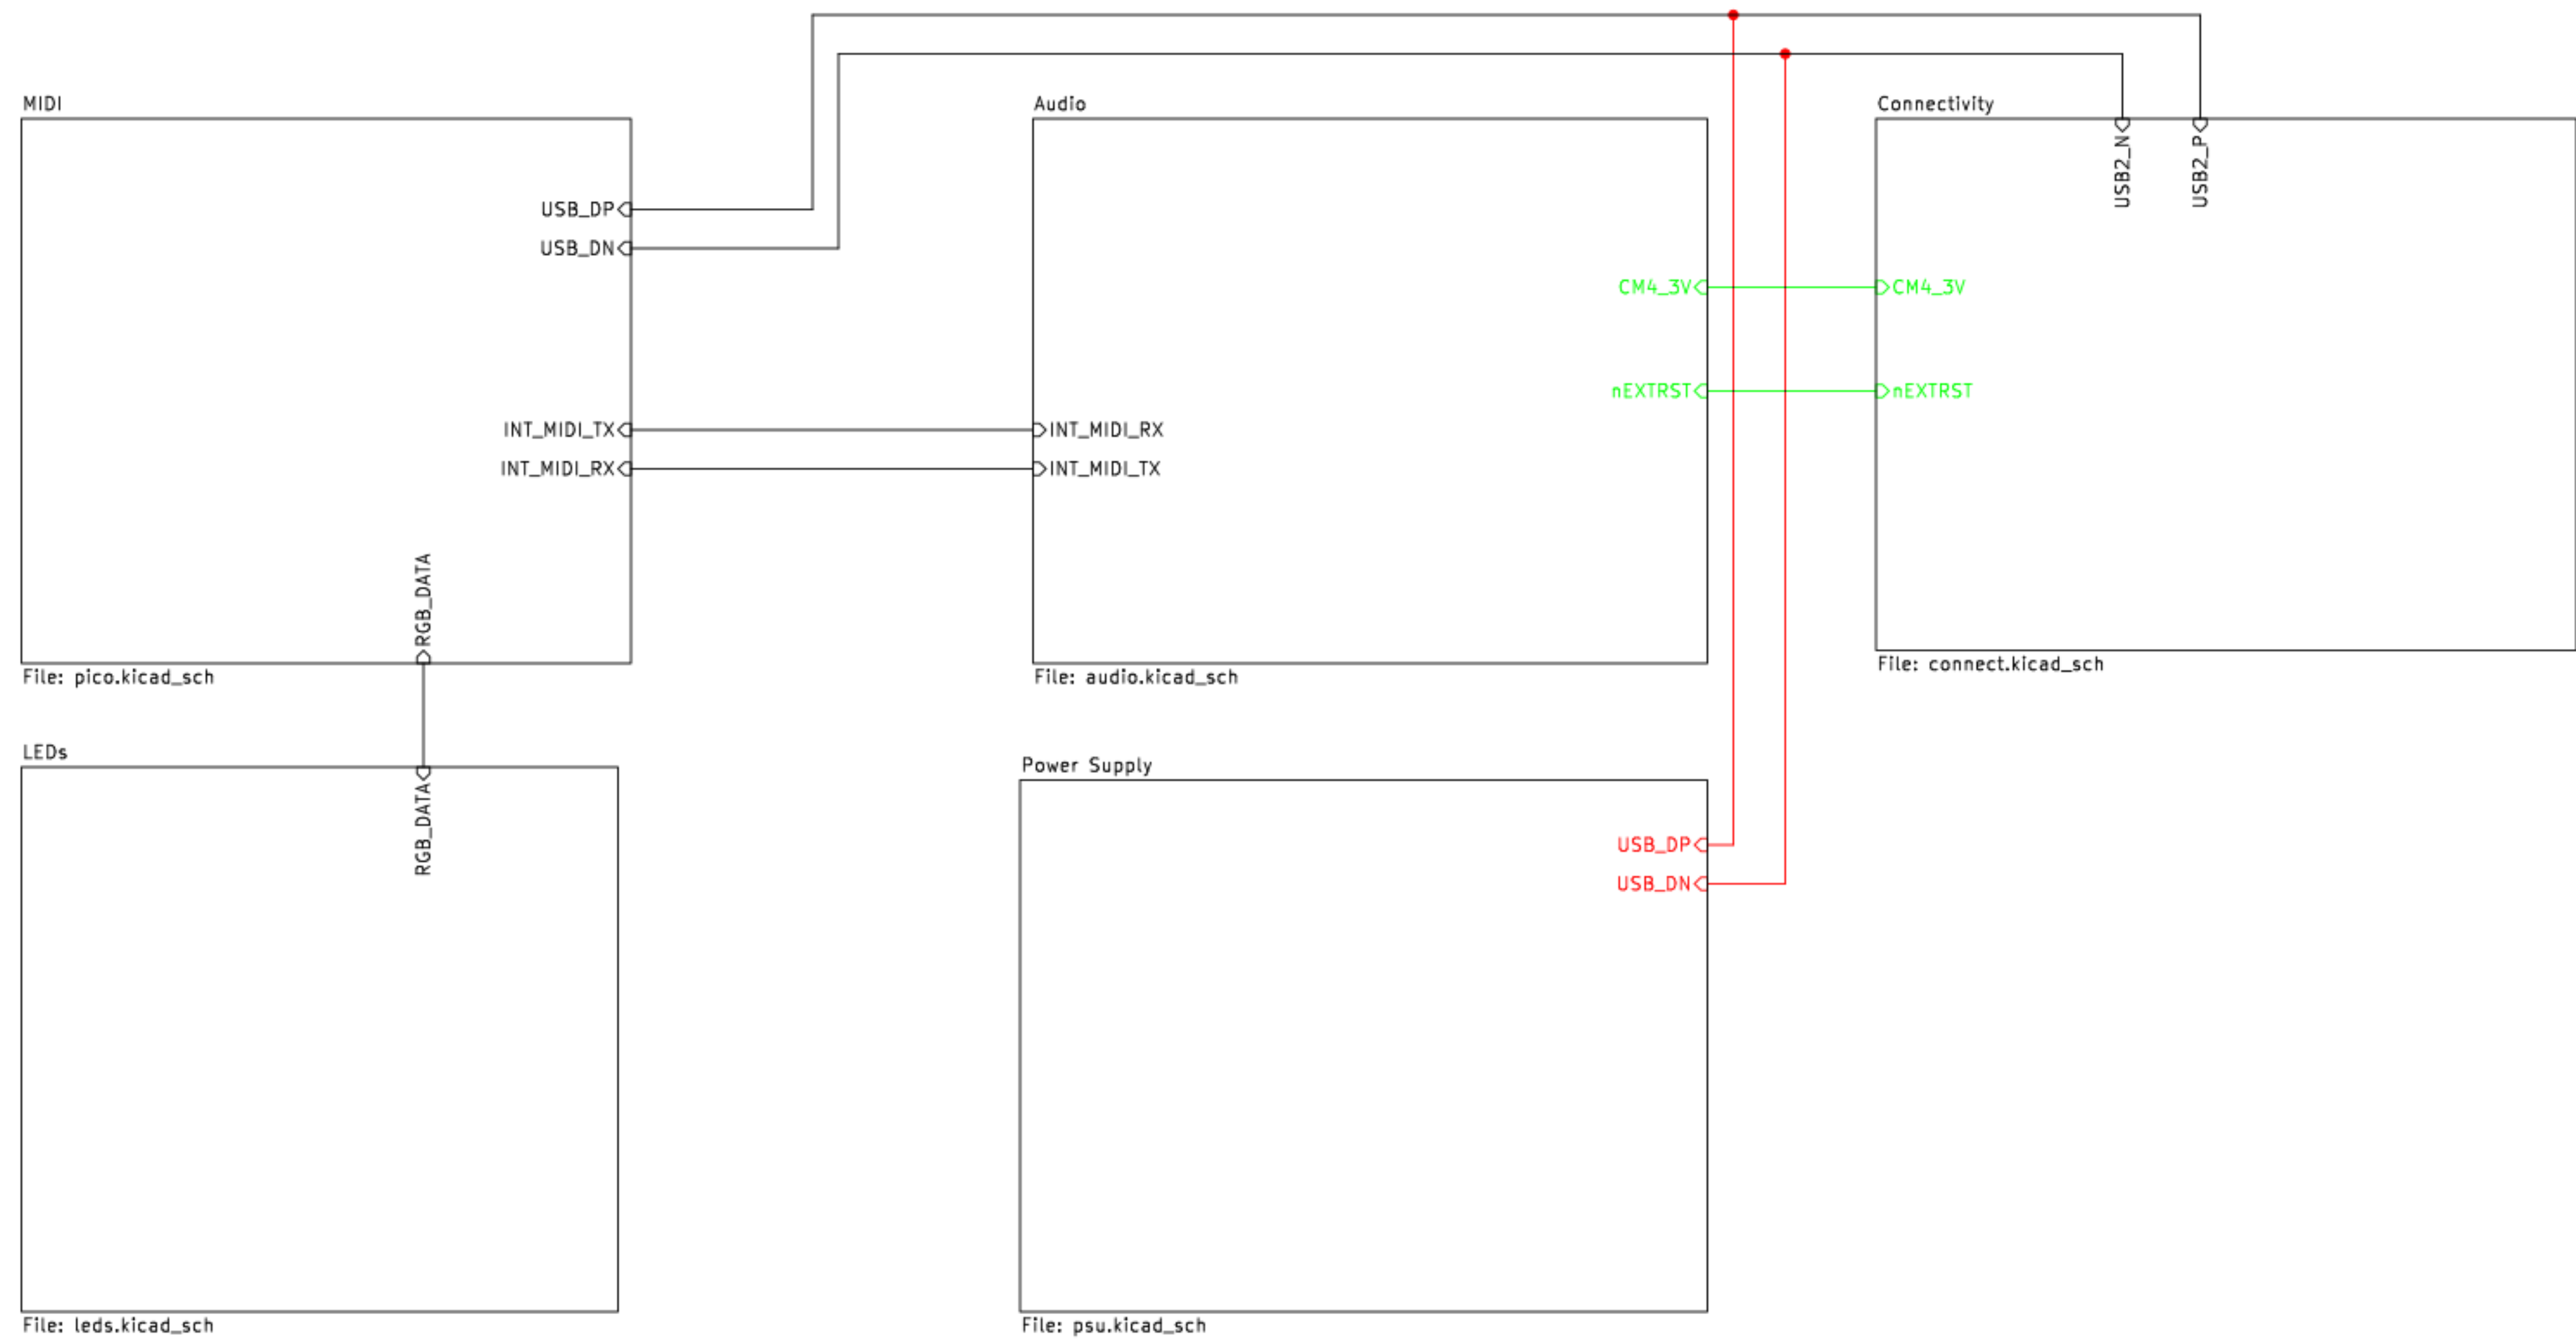 MIDI
USB_DP
USB_DN
INT_MIDI_TX
INT_MIDI_RX
RGB_DATA
File: pico.kicad_sch
Audio
CM4_3V
nEXTRST
INT_MIDI_RX
INT_MIDI_TX
File: audio.kicad_sch
Connectivity
USB2_N
USB2_P
CM4_3V
nEXTRST
File: connect.kicad_sch
LEDs
RGB_DATA
File: leds.kicad_sch
Power Supply
USB_DP
USB_DN
File: psu.kicad_sch